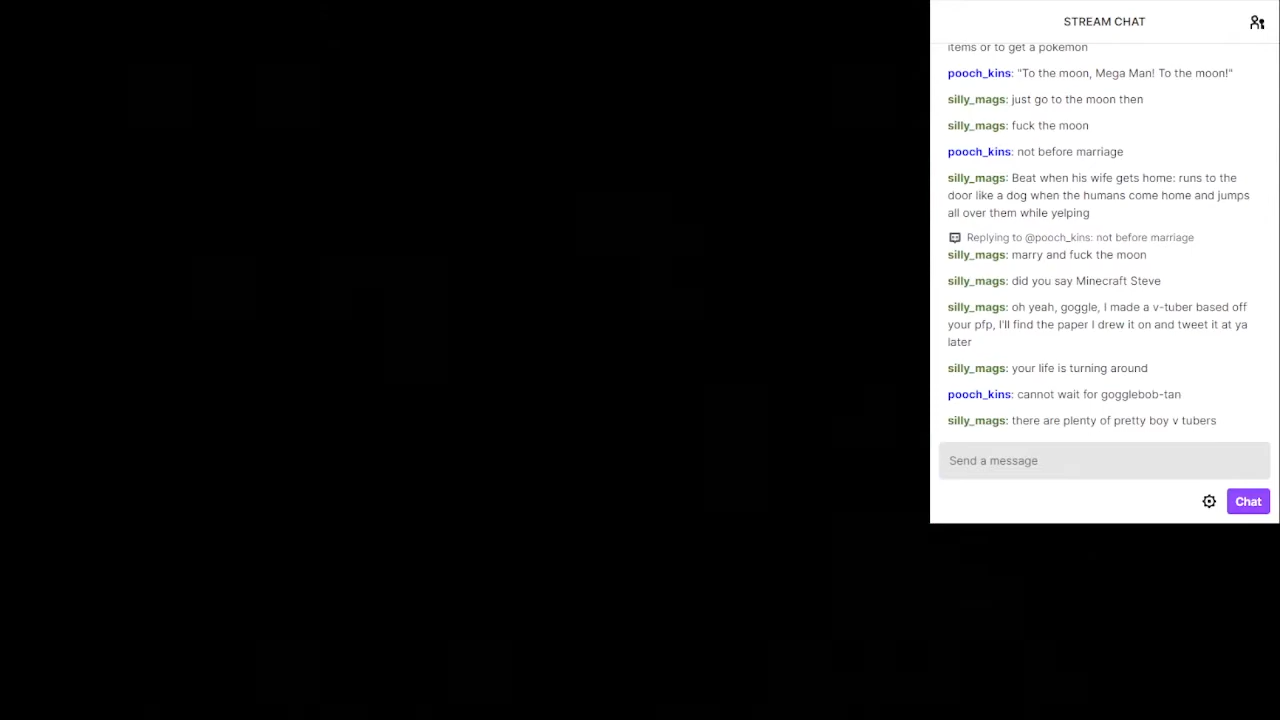 STREAM CHAT
items or to get a pokemon
pooch_kins: "To the moon, Mega Man! To the moon!"
silly_mags: just go to the moon then
silly_mags: fuck the moon
pooch_kins: not before marriage
silly_mags: Beat when his wife gets home: runs to the
door like a dog when the humans come home and jumps
all over them while yelping
Replying to @pooch_kins: not before marriage
silly_mags: marry and fuck the moon
silly_mags: did you say Minecraft Steve
silly_mags: oh yeah, goggle, I made a v-tuber based off
your pfp, I'll find the paper I drew it on and tweet it at ya
later
silly_mags: your life is turning around
pooch_kins: cannot wait for gogglebob-tan
silly_mags: there are plenty of pretty boy v tubers
Send a message
Chat